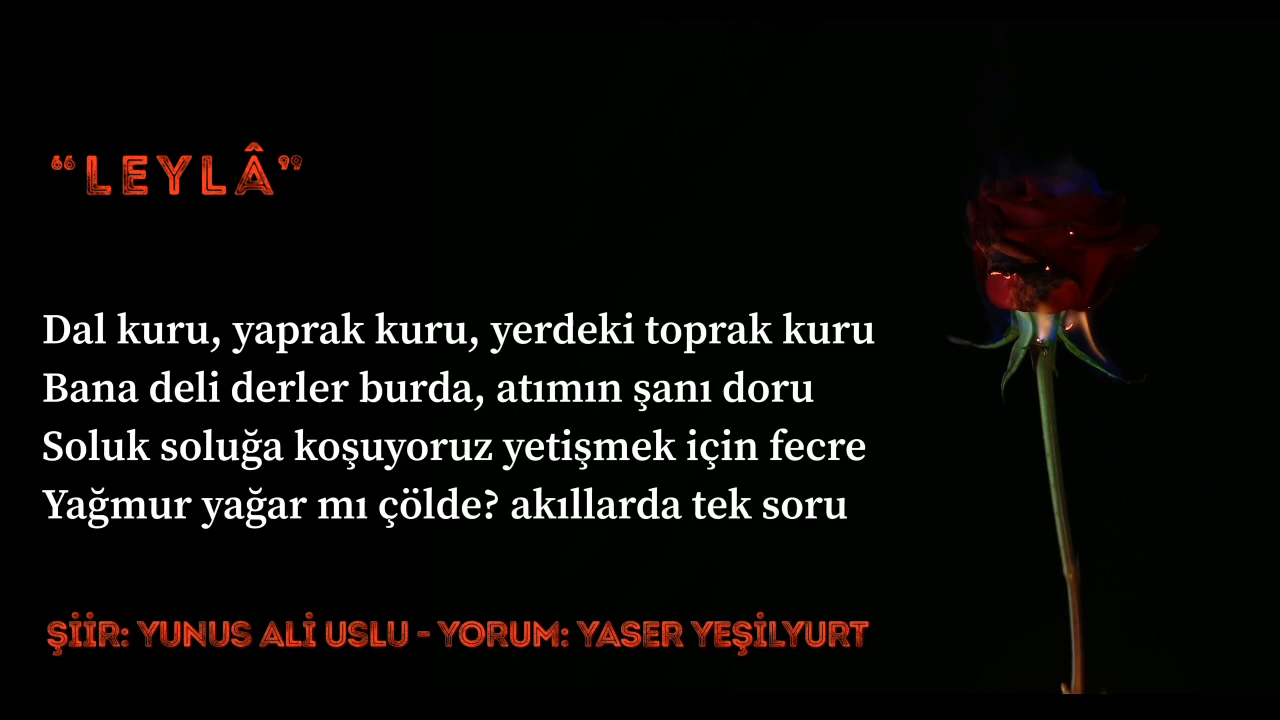 “LEYLÔ
Dal kuru, yaprak kuru, yerdeki toprak kuru
Bana deli derler burda, atımın şanı doru
Soluk soluğa koşuyoruz yetişmek için fecre
Yağmur yağar mı çölde? akıllarda tek soru
ŞİİR: YUNUS ALİ USLU - YORUM: YASER YEŞİLYURT